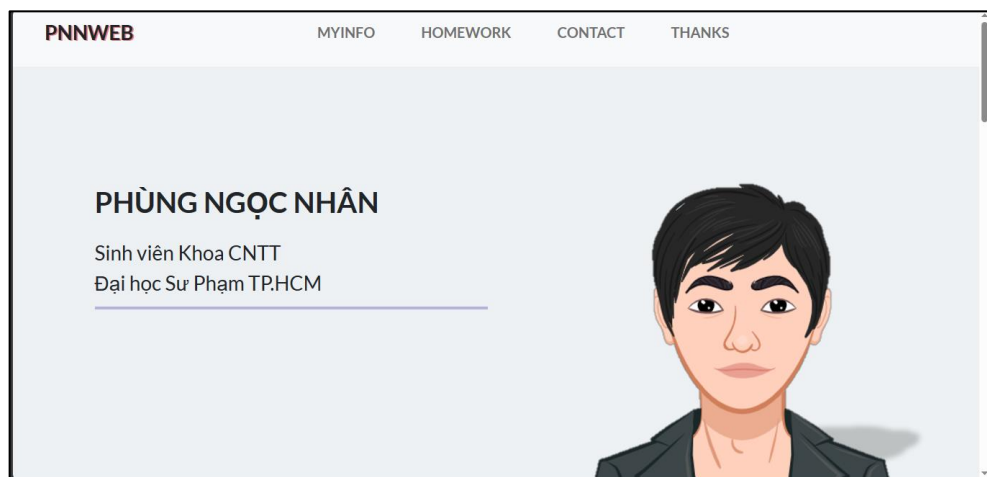 PNNWEB MYINFO HOMEWORK CONTACT THANKS
PHÙNG NGỌC NHÂN
Sinh viên Khoa CNTT
Đại học Sư Phạm TP.HCM